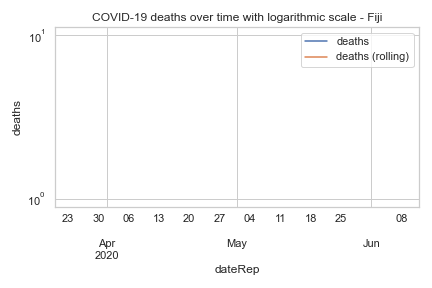 COVID-19 deaths over time with logarithmic scale - Fiji
deaths
deaths (rolling)
10¹
10⁰
deaths
23 30 06 13 20 27 04 11 18 25 08
Apr May Jun
2020
dateRep